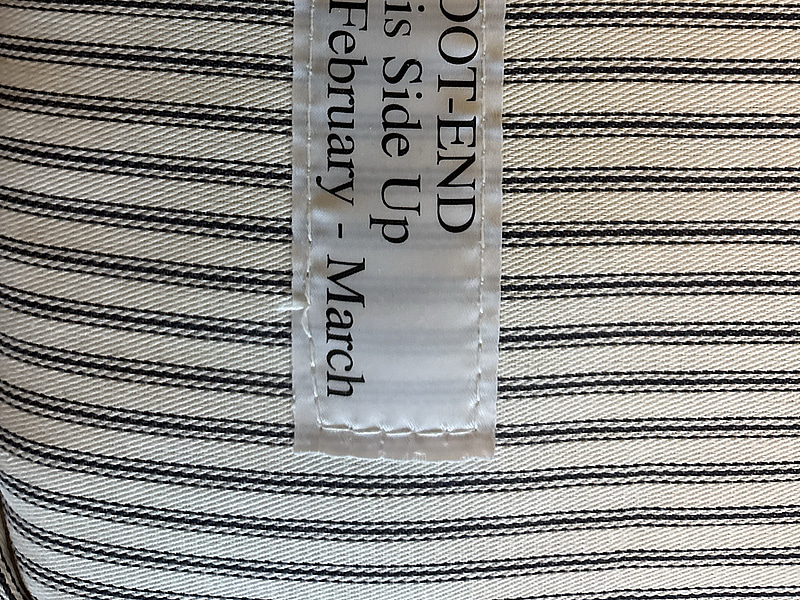 OOT-END
is Side Up
February - March